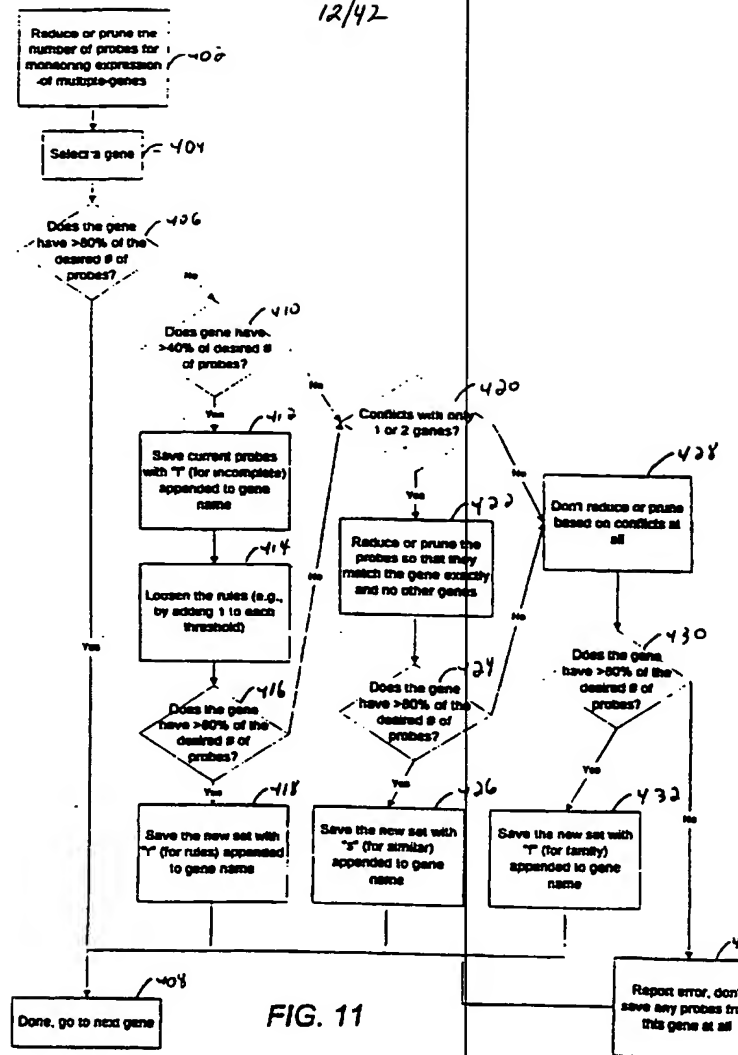 12/42
Reduce or prune the
number of probes for
monitoring expression
of multiple-genes
Select a gene
404
Does the gene
have >80% of the
desired # of
probes?
406
No
Does gene have
>40% of desired #
of probes?
410
No
Yes
Save current probes
with "i" (for incomplete)
appended to gene
name
412
Loosen the rules (e.g.,
by adding 1 to each
threshold)
414
Does the gene
have >80% of the
desired # of
probes?
416
No
Yes
Save the new set with
"r" (for rules) appended
to gene name
418
Conflicts with only
1 or 2 genes?
420
No
Yes
Reduce or prune the
probes so that they
match the gene exactly
and no other genes
422
Does the gene
have >80% of the
desired # of
probes?
424
No
Yes
Save the new set with
"s" (for similar)
appended to gene
name
426
Don't reduce or prune
based on conflicts at
all
428
Does the gene
have >80% of the
desired # of
probes?
430
No
Yes
Save the new set with
"f" (for family)
appended to gene
name
432
Yes
Done, go to next gene
408
FIG. 11
Report error, don't
save any probes
this gene at all